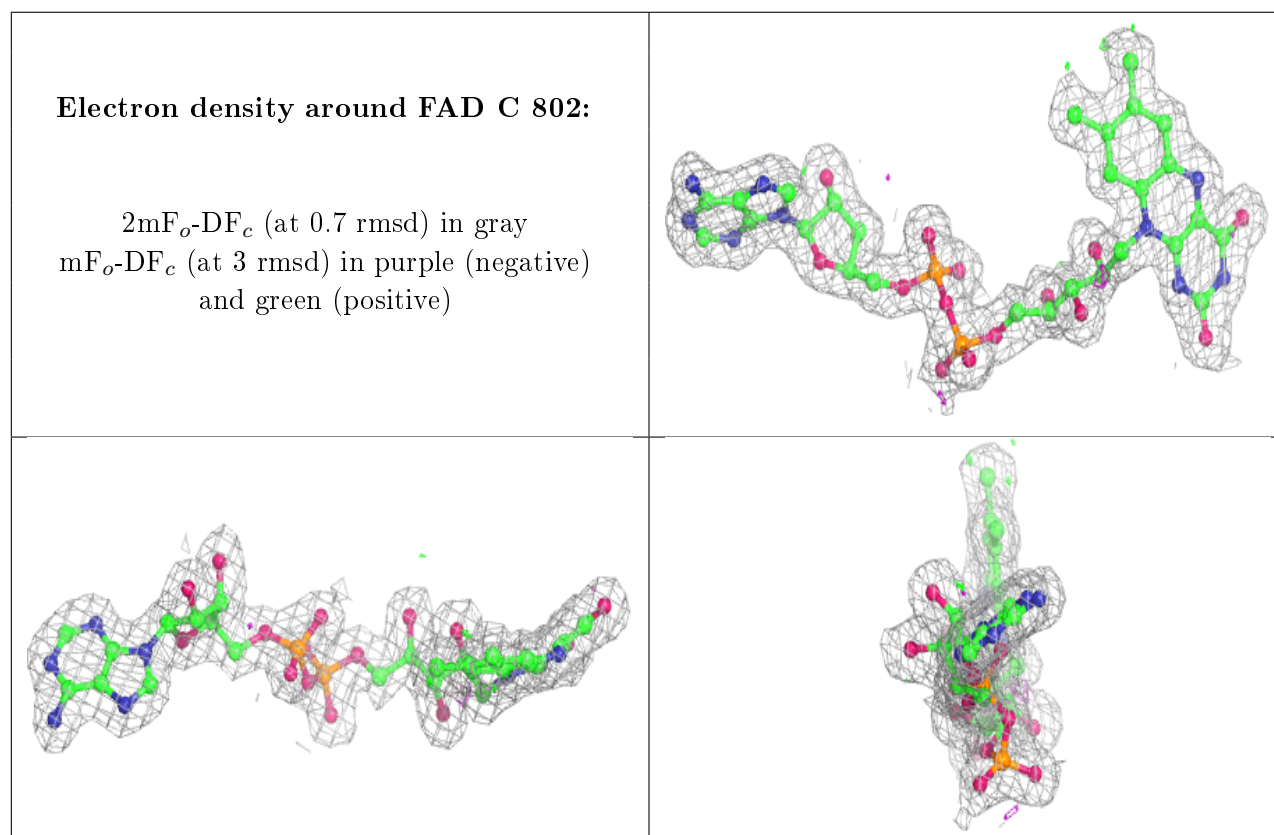 Electron density around FAD C 802:
2mFo-DFc (at 0.7 rmsd) in gray
mFo-DFc (at 3 rmsd) in purple (negative)
and green (positive)